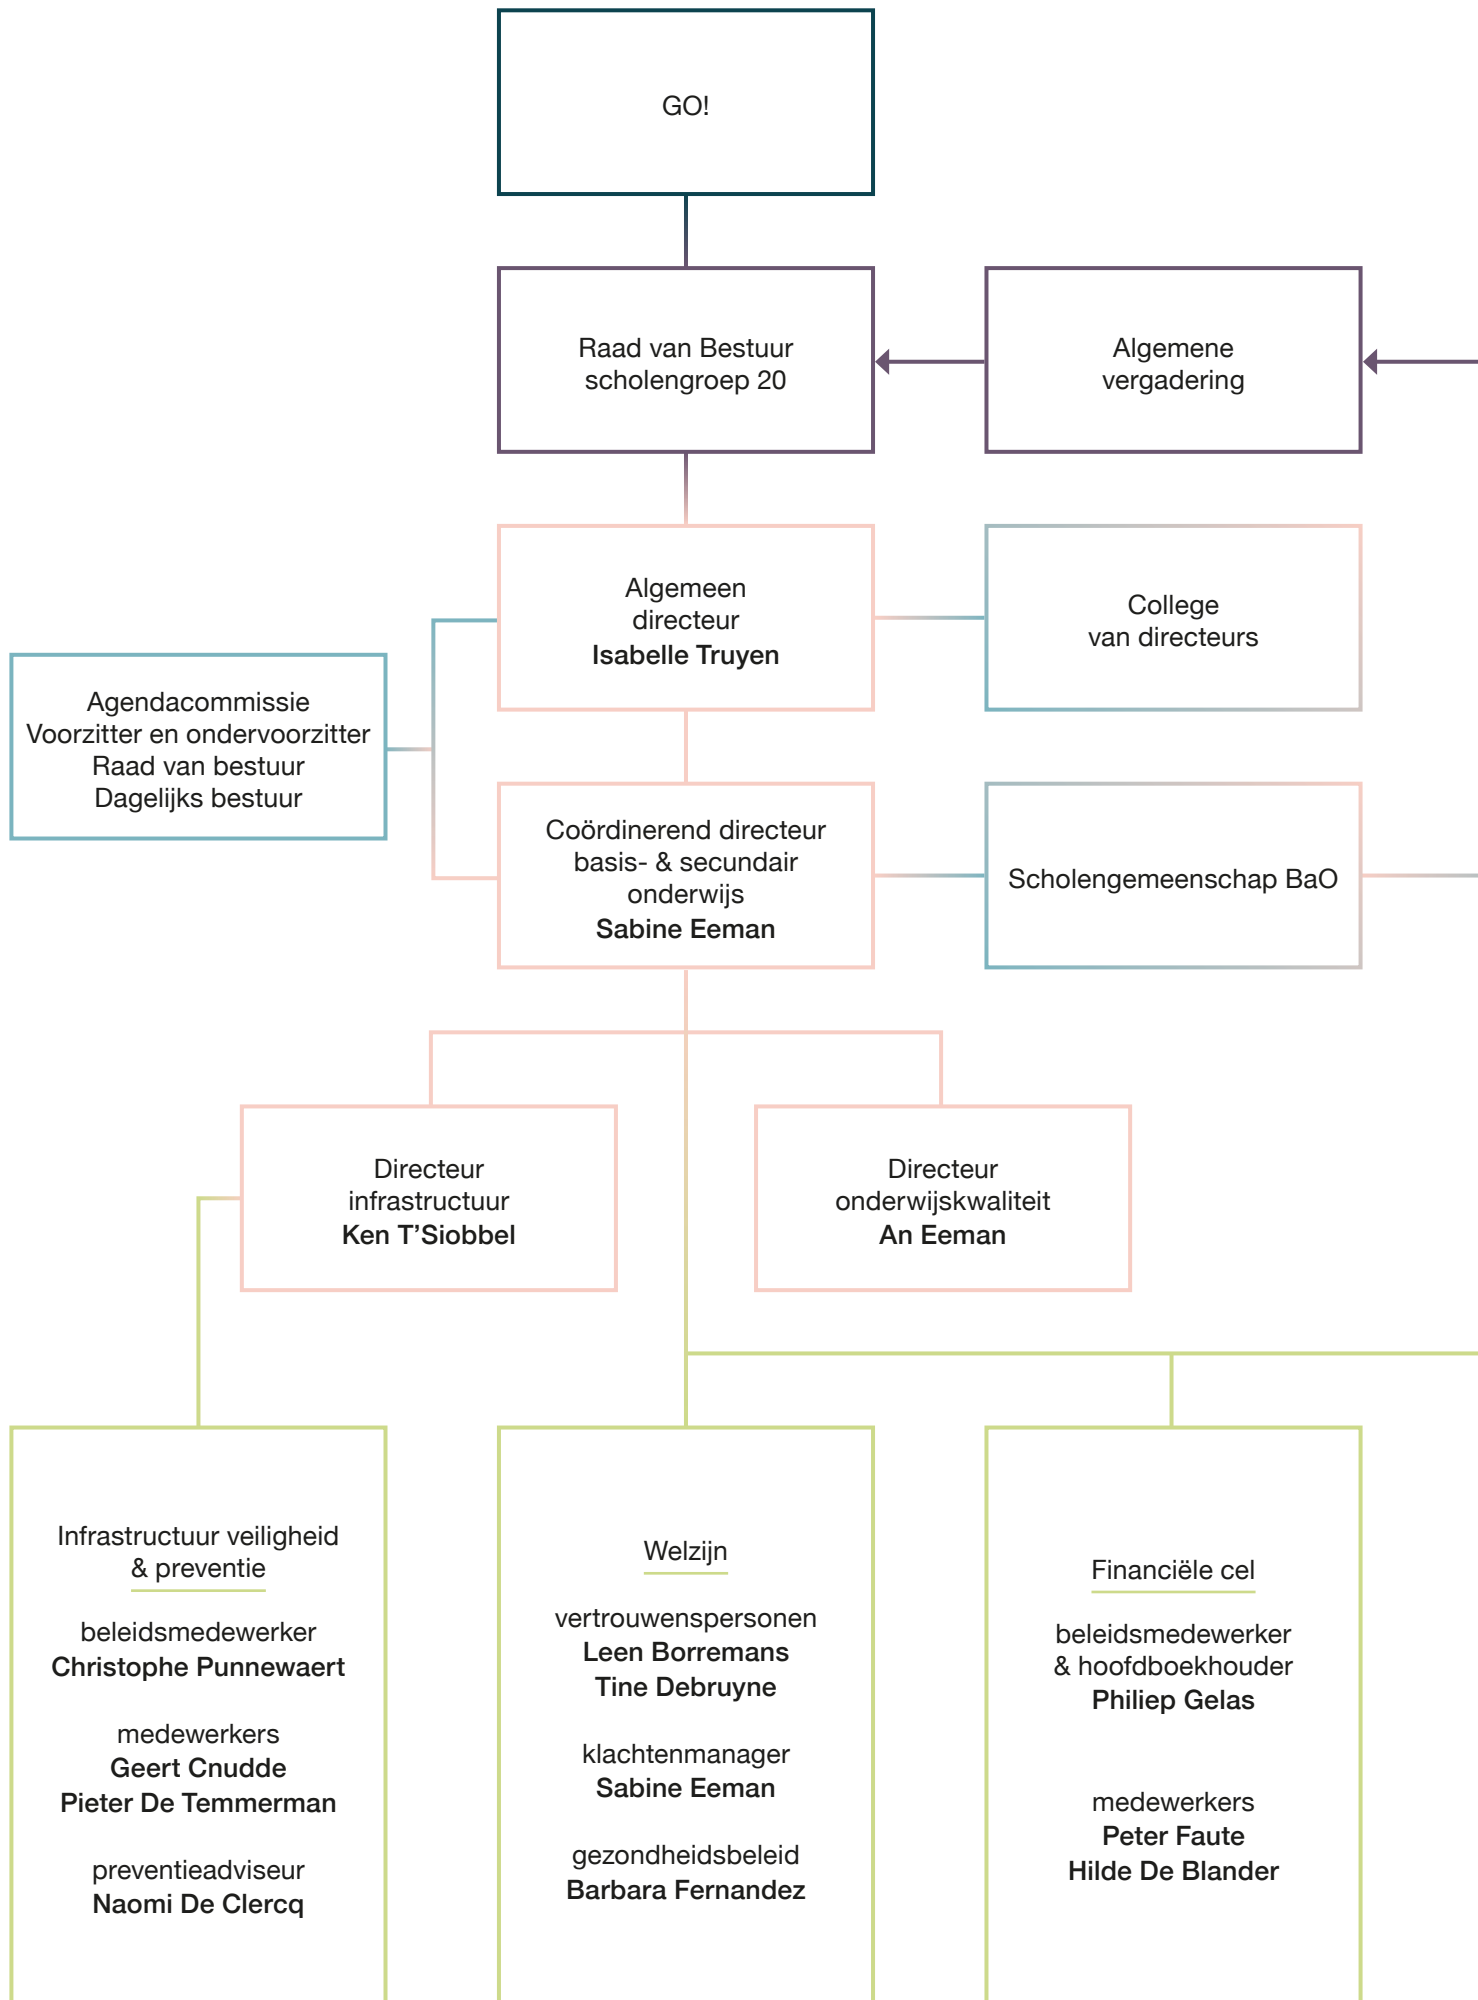 GO!
Raad van Bestuur
scholengroep 20
Algemene
vergadering
Algemeen
directeur
Isabelle Truyen
College
van directeurs
Agendacommissie
Voorzitter en ondervoorzitter
Raad van bestuur
Dagelijks bestuur
Coördinerend directeur
basis- & secundair
onderwijs
Sabine Eeman
Scholengemeenschap BaO
Directeur
infrastructuur
Ken T’Siobbel
Directeur
onderwijskwaliteit
An Eeman
Infrastructuur veiligheid
& preventie
beleidsmedewerker
Christophe Punnewaert
medewerkers
Geert Cnudde
Pieter De Temmerman
preventieadviseur
Naomi De Clercq
Welzijn
vertrouwenspersonen
Leen Borremans
Tine Debruyne
klachtenmanager
Sabine Eeman
gezondheidsbeleid
Barbara Fernandez
Financiële cel
beleidsmedewerker
& hoofdboekhouder
Philiep Gelas
medewerkers
Peter Faute
Hilde De Blander